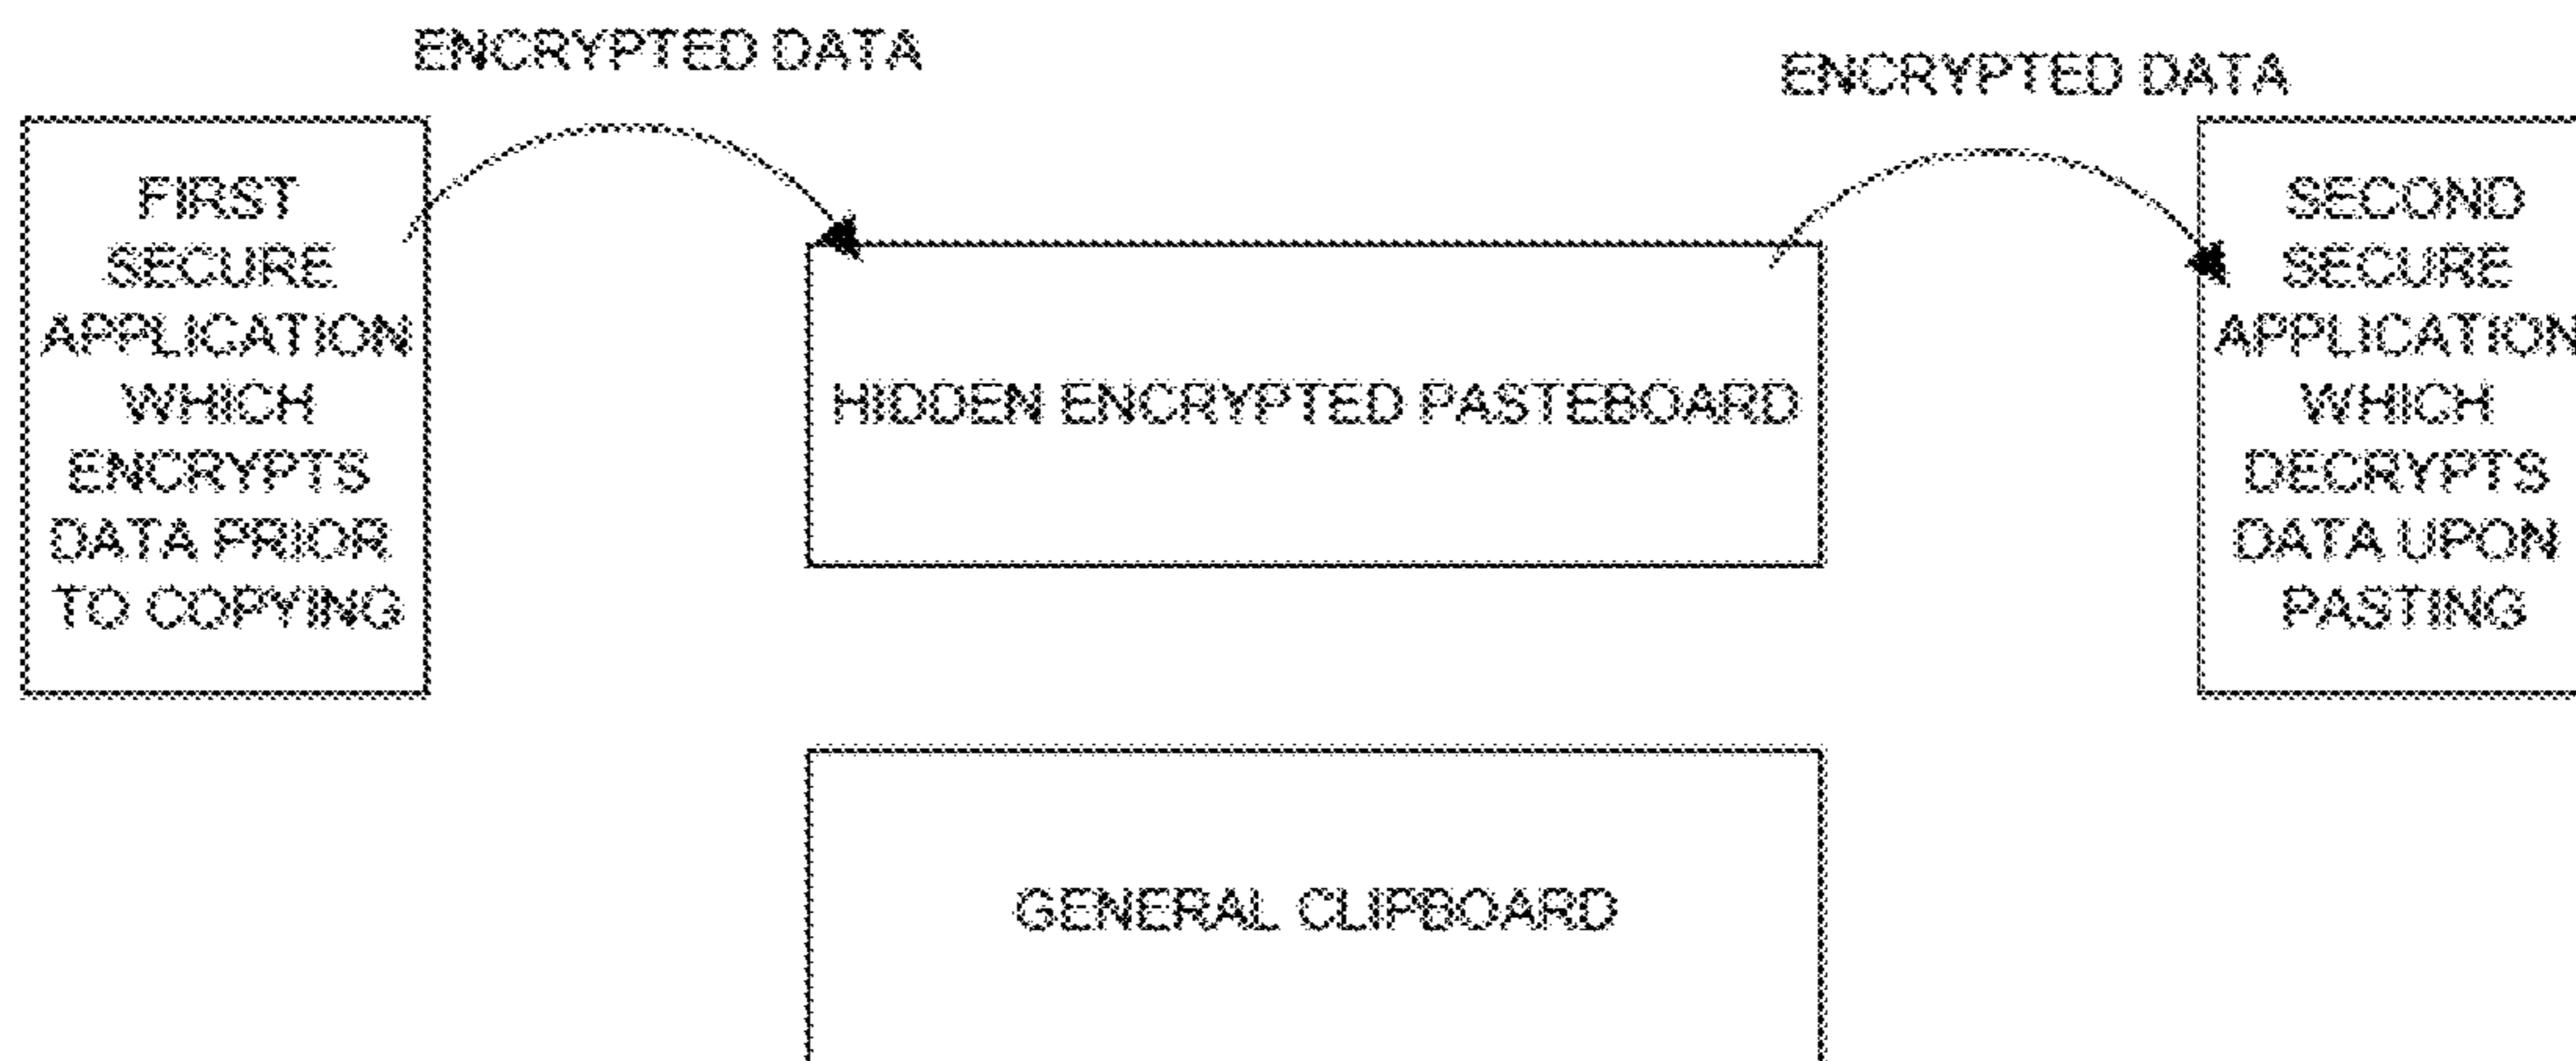 ENCRYPTED DATA
ENCRYPTED DATA
FIRST
SECURE
APPLICATION
WHICH
ENCRYPTS
DATA PRIOR
TO COPYING
HIDDEN ENCRYPTED PASTEBOARD
SECOND
SECURE
APPLICATION
WHICH
DECRYPTS
DATA UPON
PASTING
GENERAL CLIPBOARD